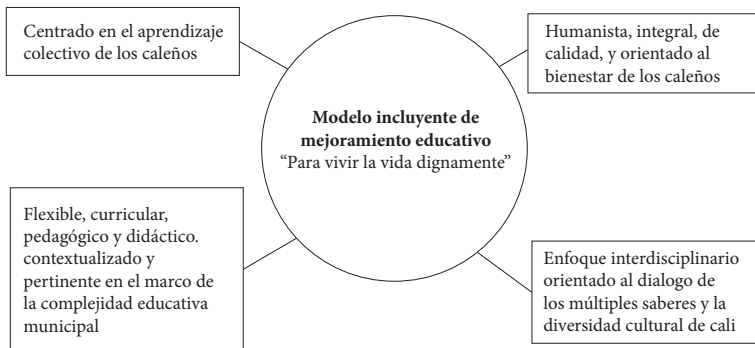 Centrado en el aprendizaje
colectivo de los caleños
Humanista, integral, de
calidad, y orientado al
bienestar de los caleños
Modelo incluyente de
mejoramiento educativo
“Para vivir la vida dignamente”
Flexible, curricular,
pedagógico y didáctico.
contextualizado y
pertinente en el marco de
la complejidad educativa
municipal
Enfoque interdisciplinario
orientado al dialogo de
los múltiples saberes y la
diversidad cultural de cali